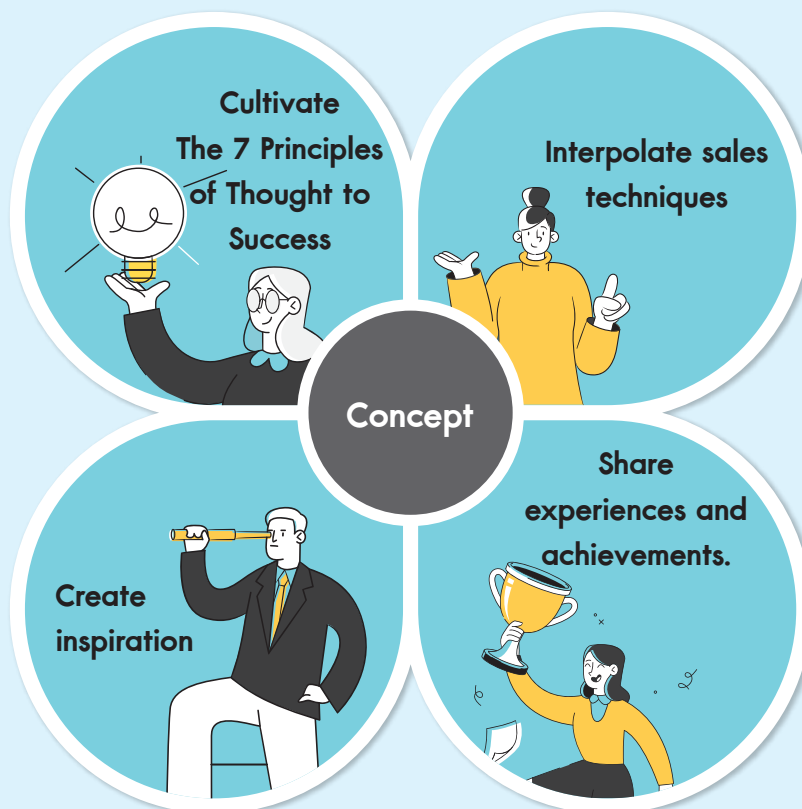 Cultivate
The 7 Principles
of Thought to
Success
Interpolate sales
techniques
Concept
Create
inspiration
Share
experiences and
achievements.